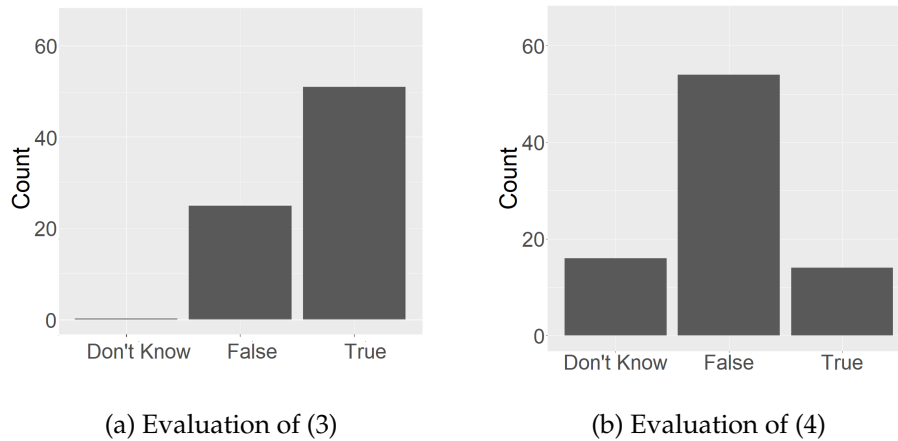 60
40
20
0
Count
Don't Know False True
(a) Evaluation of (3)
60
40
20
0
Count
Don't Know False True
(b) Evaluation of (4)